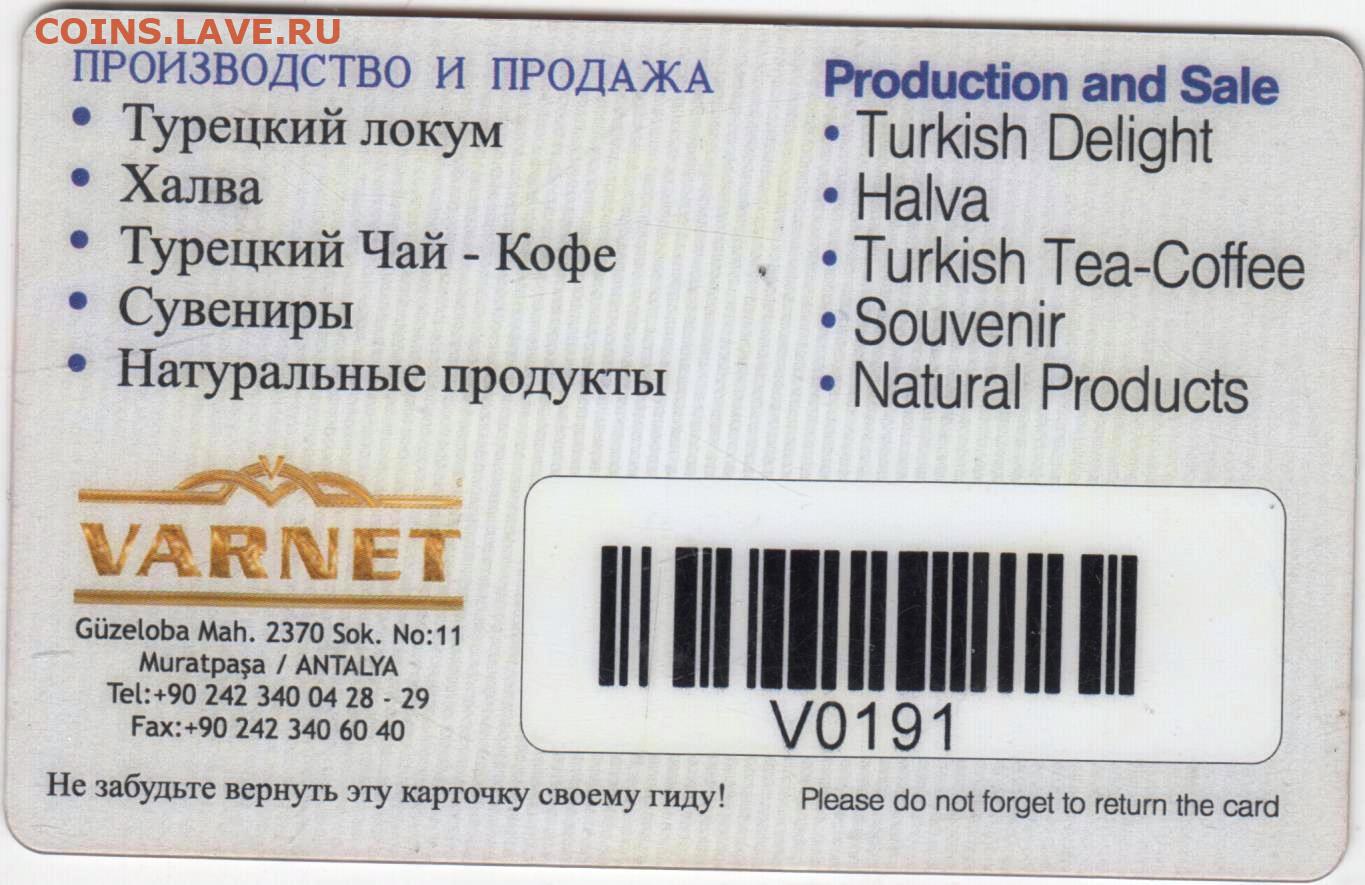 COINS.LAVE.RU
ПРОИЗВОДСТВО И ПРОДАЖА
• Турецкий локум
• Халва
• Турецкий Чай - Кофе
• Сувениры
• Натуральные продукты
Production and Sale
• Turkish Delight
• Halva
• Turkish Tea-Coffee
• Souvenir
• Natural Products
VARNET
Güzeloba Mah. 2370 Sok. No:11
Muratpaşa / ANTALYA
Tel:+90 242 340 04 28 - 29
Fax:+90 242 340 60 40
V0191
Не забудьте вернуть эту карточку своему гиду!
Please do not forget to return the card